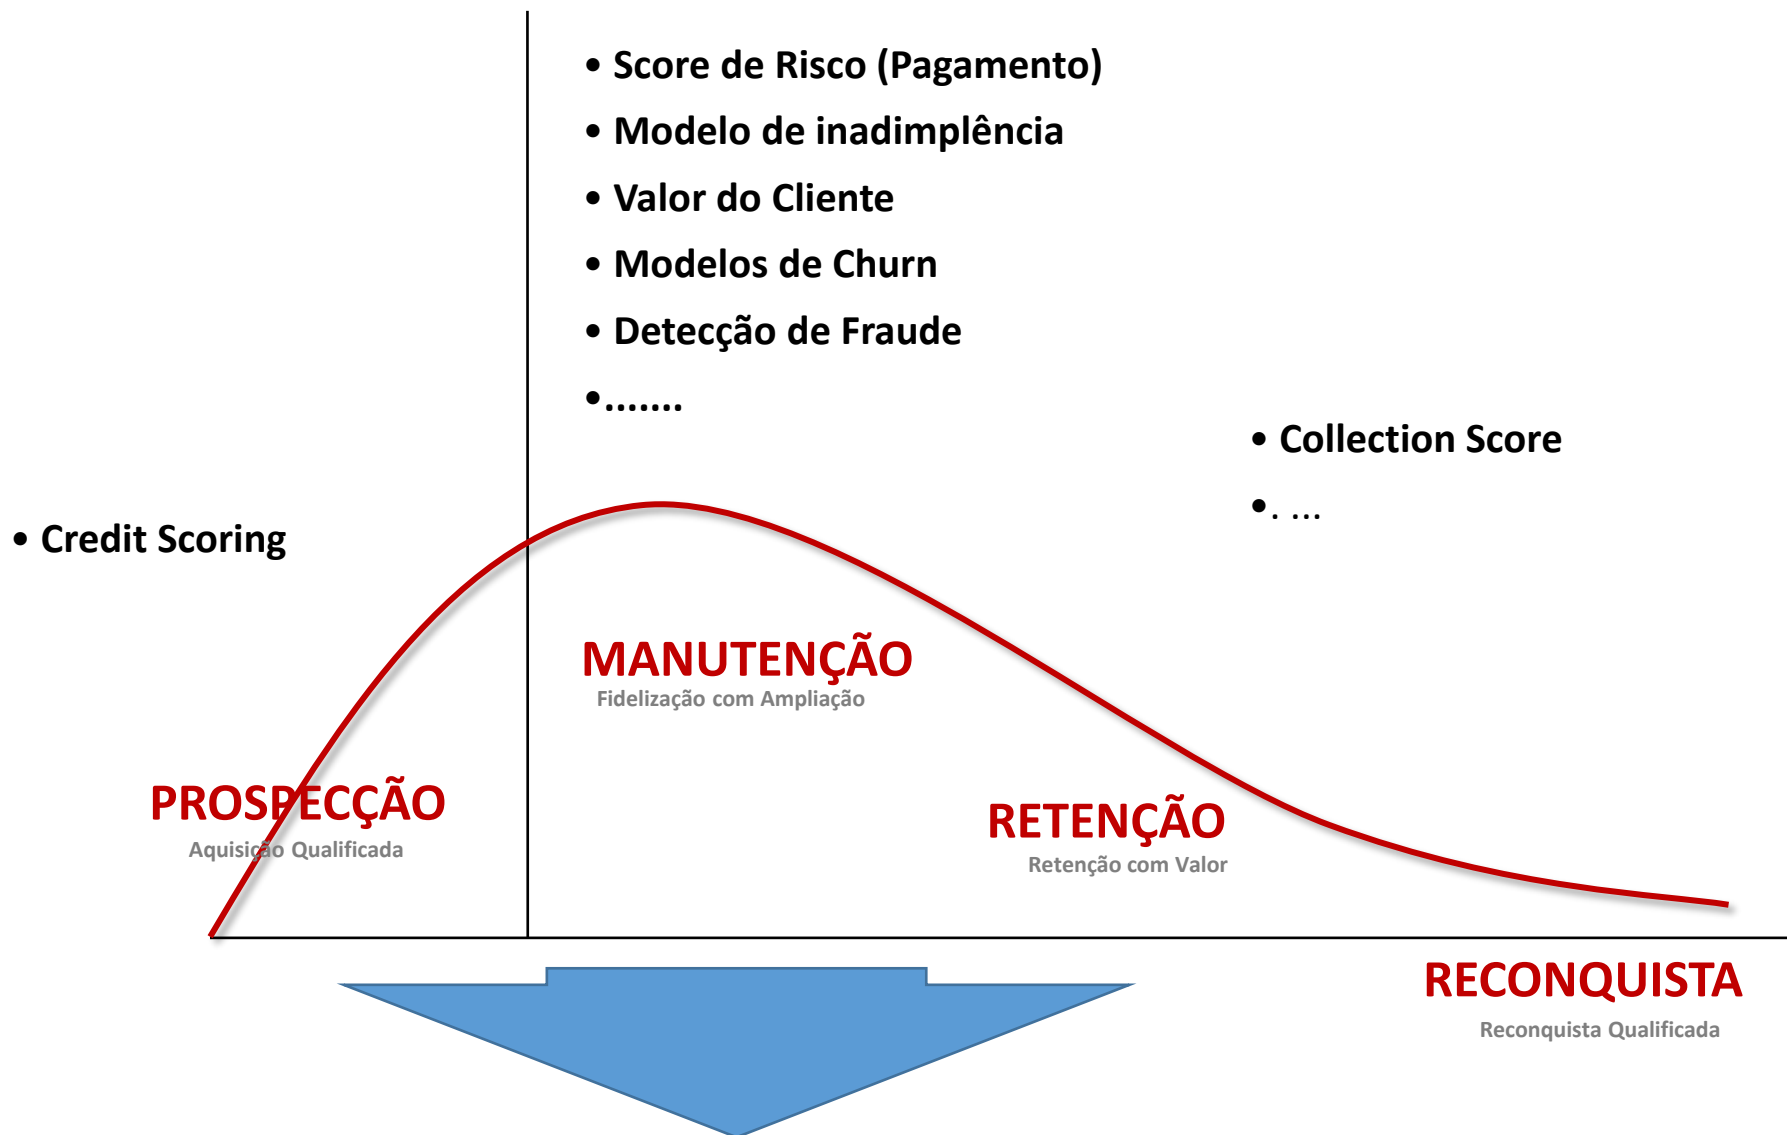 • Score de Risco (Pagamento)
• Modelo de inadimplência
• Valor do Cliente
• Modelos de Churn
• Detecção de Fraude
•.......
• Collection Score
•. ...
• Credit Scoring
MANUTENÇÃO
Fidelização com Ampliação
PROSPECÇÃO
Aquisição Qualificada
RETENÇÃO
Retenção com Valor
RECONQUISTA
Reconquista Qualificada